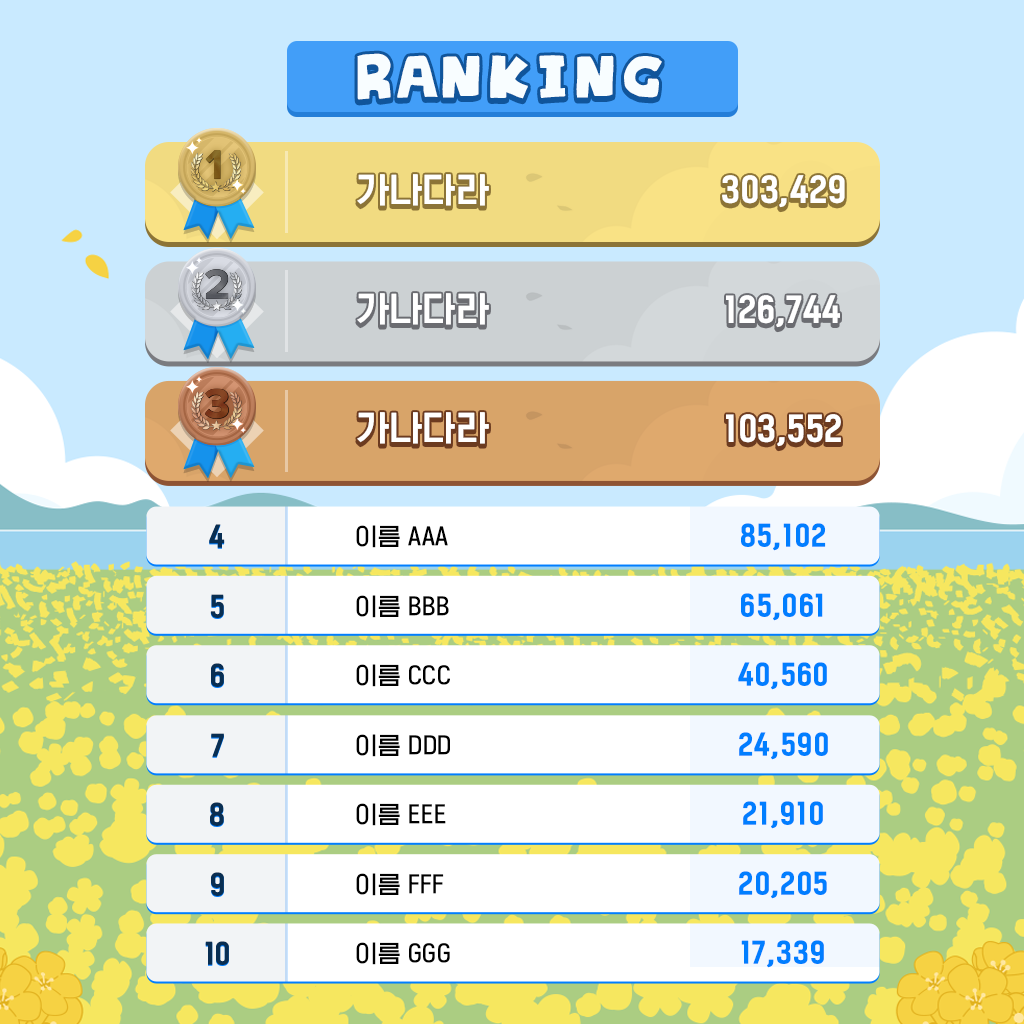 RANKING
1 가나다라 303,429
2 가나다라 126,744
3 가나다라 103,552
4 이름 AAA 85,102
5 이름 BBB 65,061
6 이름 CCC 40,560
7 이름 DDD 24,590
8 이름 EEE 21,910
9 이름 FFF 20,205
10 이름 GGG 17,339